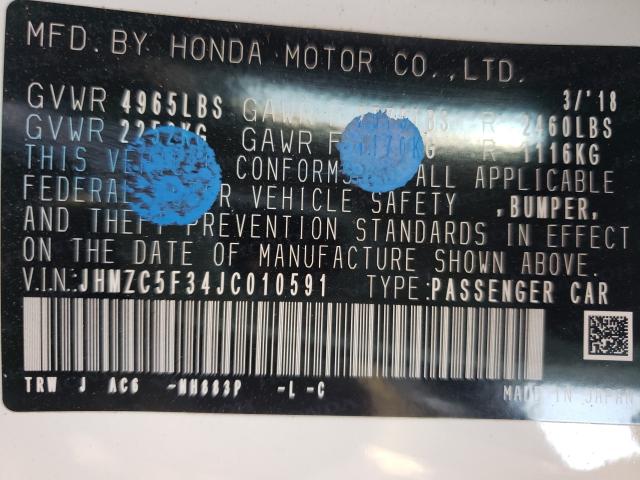 MFD. BY HONDA MOTOR CO., LTD.
3/'18
GVWR 4965LBS GAWR F R 2460LBS
GVWR GAWR F R 1116KG
THIS CONFORMS ALL APPLICABLE
FEDERAL VEHICLE SAFETY ,BUMPER,
AND THEFT PREVENTION STANDARDS IN EFFECT
ON THE DATE OF MANUFACTURE SHOWN ABOVE.
V.I.N:JHMZC5F34JC010591 TYPE:PASSENGER CAR
TRW J AC6 -NH883P -L -C
MADE IN JAPAN